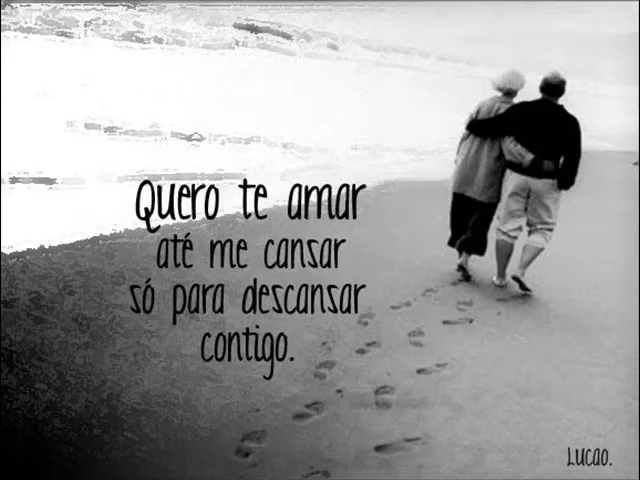 Quero te amar
até me cansar
só para descansar
contigo.
Lucao.